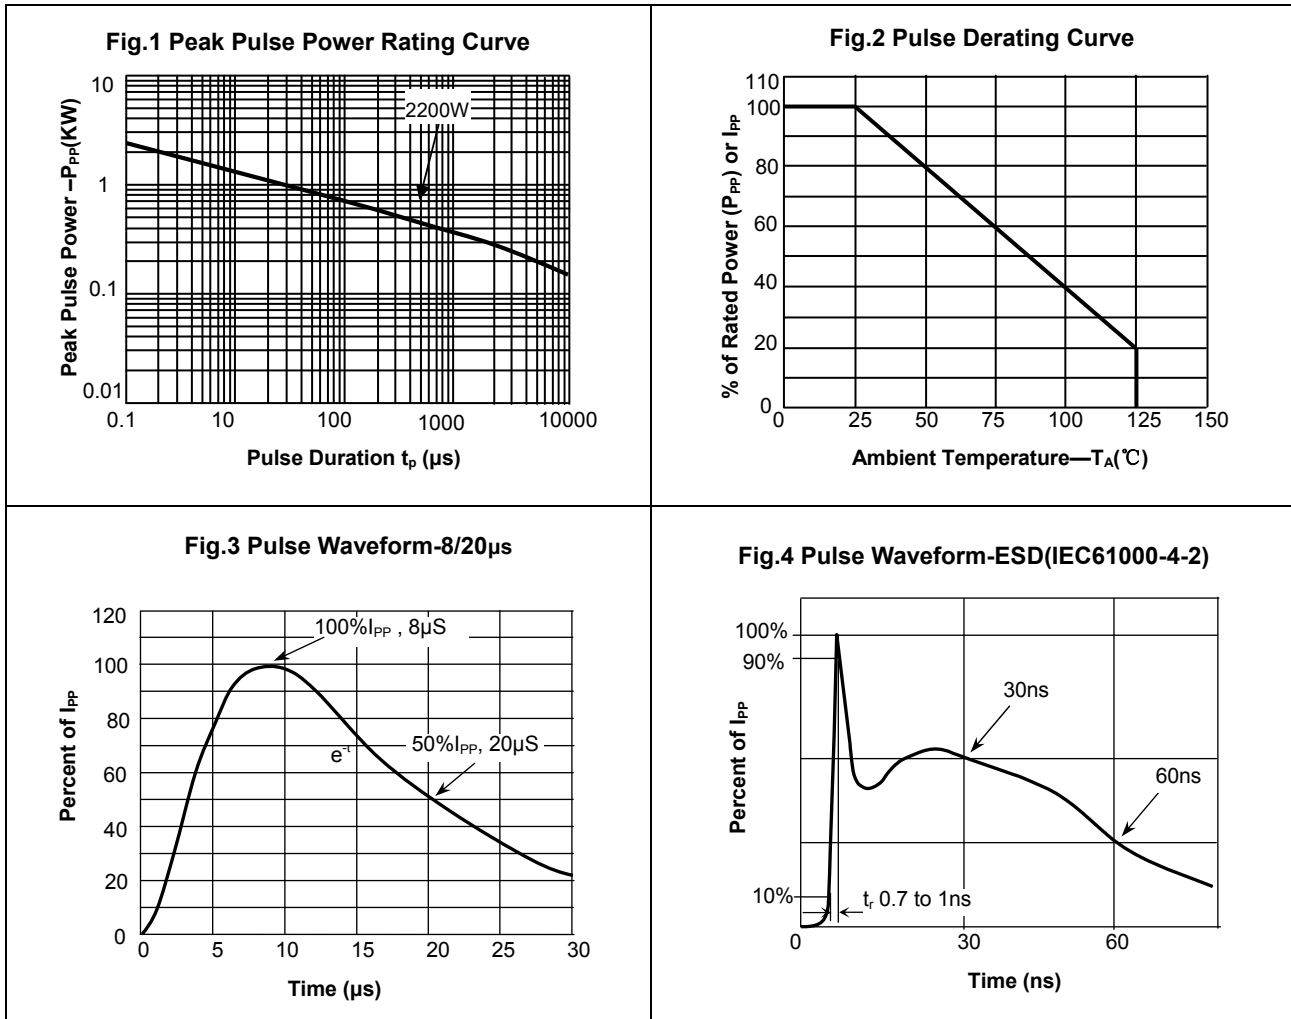 Fig.1 Peak Pulse Power Rating Curve
Peak Pulse Power –PPP(KW)
10
1
0.1
0.01
2200W
0.1 10 100 1000 10000
Pulse Duration tp (μs)
Fig.2 Pulse Derating Curve
% of Rated Power (PPP) or IPP
110
100
80
60
40
20
0
0 25 50 75 100 125 150
Ambient Temperature—TA(℃)
Fig.3 Pulse Waveform-8/20μs
Percent of IPP
120
100
80
60
40
20
0
100%IPP , 8μS
e-t
50%IPP, 20μS
0 5 10 15 20 25 30
Time (μs)
Fig.4 Pulse Waveform-ESD(IEC61000-4-2)
Percent of IPP
100%
90%
10%
30ns
60ns
tr 0.7 to 1ns
0 30 60
Time (ns)